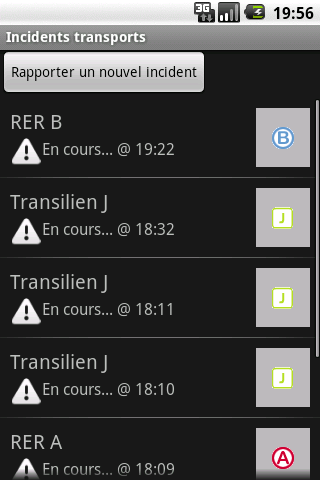 3G 19:56
Incidents transports
Rapporter un nouvel incident
RER B
En cours... @ 19:22
B
Transilien J
En cours... @ 18:32
J
Transilien J
En cours... @ 18:11
J
Transilien J
En cours... @ 18:10
J
RER A
En cours... @ 18:09
A